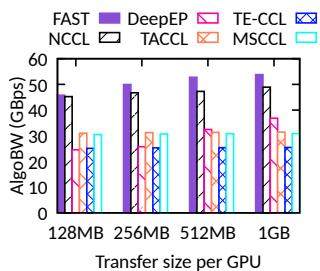 FAST DeepEP TE-CCL
NCCL TACCL MSCCL
AlgoBW (GBps)
60
50
40
30
20
10
0
128MB 256MB 512MB 1GB
Transfer size per GPU